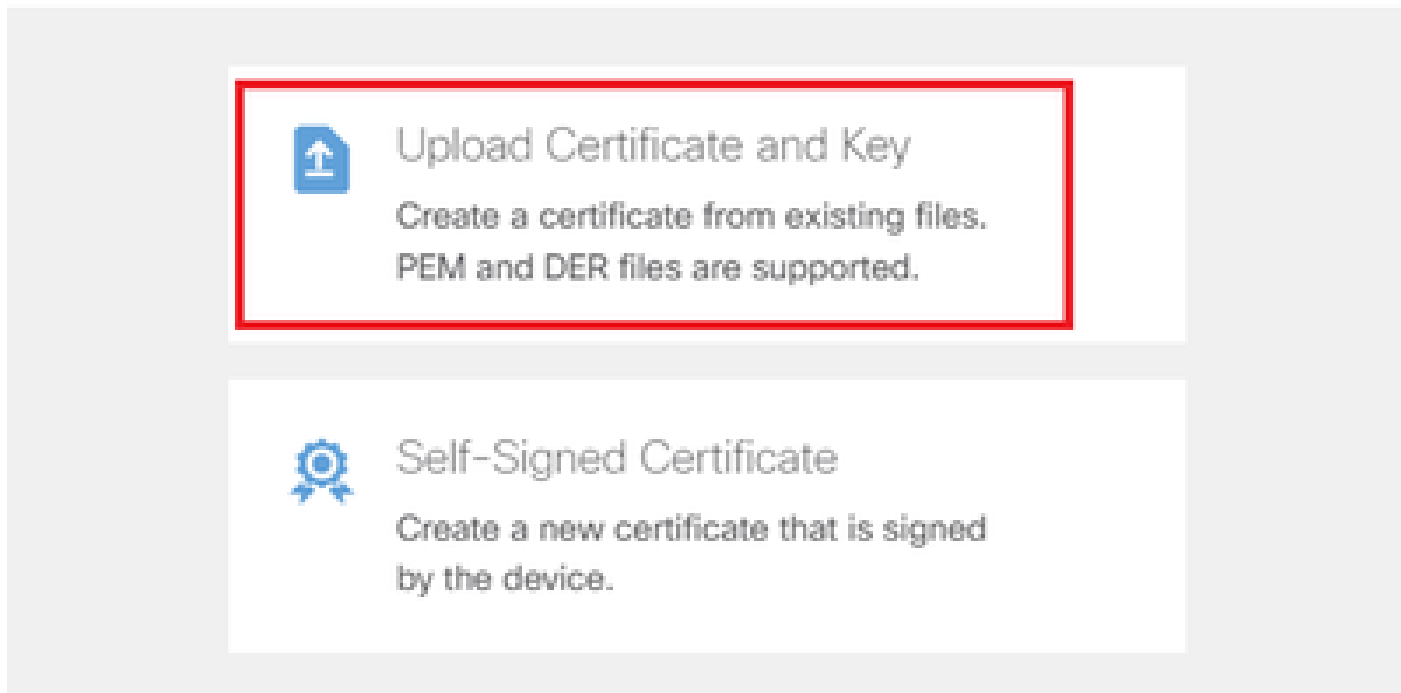 Upload Certificate and Key
Create a certificate from existing files.
PEM and DER files are supported.
Self-Signed Certificate
Create a new certificate that is signed
by the device.